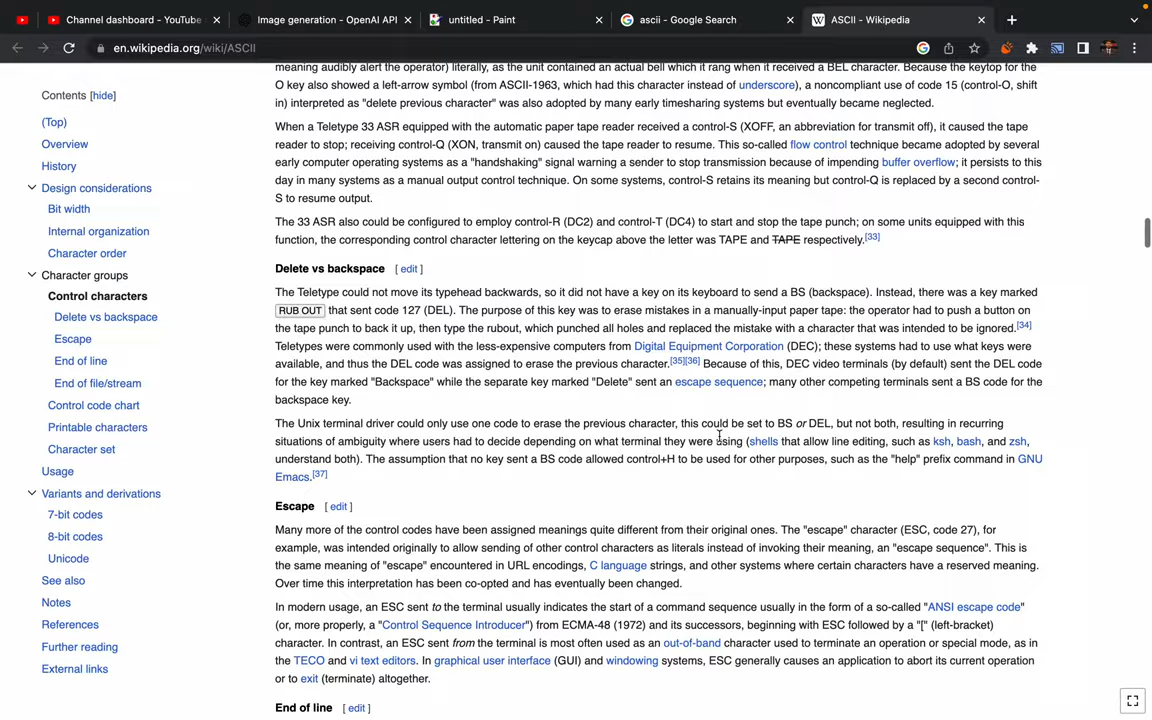 Channel dashboard - YouTube
Image generation - OpenAI API
untitled - Paint
ascii - Google Search
ASCII - Wikipedia
en.wikipedia.org/wiki/ASCII
Contents [hide]
(Top)
Overview
History
Design considerations
Bit width
Internal organization
Character order
Character groups
Control characters
Delete vs backspace
Escape
End of line
End of file/stream
Control code chart
Printable characters
Character set
Usage
Variants and derivations
7-bit codes
8-bit codes
Unicode
See also
Notes
References
Further reading
External links
meaning audibly alert the operator) literally, as the unit contained an actual bell which it rang when it received a BEL character. Because the keytop for the
O key also showed a left-arrow symbol (from ASCII-1963, which had this character instead of underscore), a noncompliant use of code 15 (control-O, shift
in) interpreted as "delete previous character" was also adopted by many early timesharing systems but eventually became neglected.
When a Teletype 33 ASR equipped with the automatic paper tape reader received a control-S (XOFF, an abbreviation for transmit off), it caused the tape
reader to stop; receiving control-Q (XON, transmit on) caused the tape reader to resume. This so-called flow control technique became adopted by several
early computer operating systems as a "handshaking" signal warning a sender to stop transmission because of impending buffer overflow; it persists to this
day in many systems as a manual output control technique. On some systems, control-S retains its meaning but control-Q is replaced by a second control-
S to resume output.
The 33 ASR also could be configured to employ control-R (DC2) and control-T (DC4) to start and stop the tape punch; on some units equipped with this
function, the corresponding control character lettering on the keycap above the letter was TAPE and TAPE respectively.[33]
Delete vs backspace [ edit ]
The Teletype could not move its typehead backwards, so it did not have a key on its keyboard to send a BS (backspace). Instead, there was a key marked
RUB OUT that sent code 127 (DEL). The purpose of this key was to erase mistakes in a manually-input paper tape: the operator had to push a button on
the tape punch to back it up, then type the rubout, which punched all holes and replaced the mistake with a character that was intended to be ignored.[34]
Teletypes were commonly used with the less-expensive computers from Digital Equipment Corporation (DEC); these systems had to use what keys were
available, and thus the DEL code was assigned to erase the previous character.[35][36] Because of this, DEC video terminals (by default) sent the DEL code
for the key marked "Backspace" while the separate key marked "Delete" sent an escape sequence; many other competing terminals sent a BS code for the
backspace key.
The Unix terminal driver could only use one code to erase the previous character, this could be set to BS or DEL, but not both, resulting in recurring
situations of ambiguity where users had to decide depending on what terminal they were using (shells that allow line editing, such as ksh, bash, and zsh,
understand both). The assumption that no key sent a BS code allowed control+H to be used for other purposes, such as the "help" prefix command in GNU
Emacs.[37]
Escape [ edit ]
Many more of the control codes have been assigned meanings quite different from their original ones. The "escape" character (ESC, code 27), for
example, was intended originally to allow sending of other control characters as literals instead of invoking their meaning, an "escape sequence". This is
the same meaning of "escape" encountered in URL encodings, C language strings, and other systems where certain characters have a reserved meaning.
Over time this interpretation has been co-opted and has eventually been changed.
In modern usage, an ESC sent to the terminal usually indicates the start of a command sequence usually in the form of a so-called "ANSI escape code"
(or, more properly, a "Control Sequence Introducer") from ECMA-48 (1972) and its successors, beginning with ESC followed by a "[" (left-bracket)
character. In contrast, an ESC sent from the terminal is most often used as an out-of-band character used to terminate an operation or special mode, as in
the TECO and vi text editors. In graphical user interface (GUI) and windowing systems, ESC generally causes an application to abort its current operation
or to exit (terminate) altogether.
End of line [ edit ]